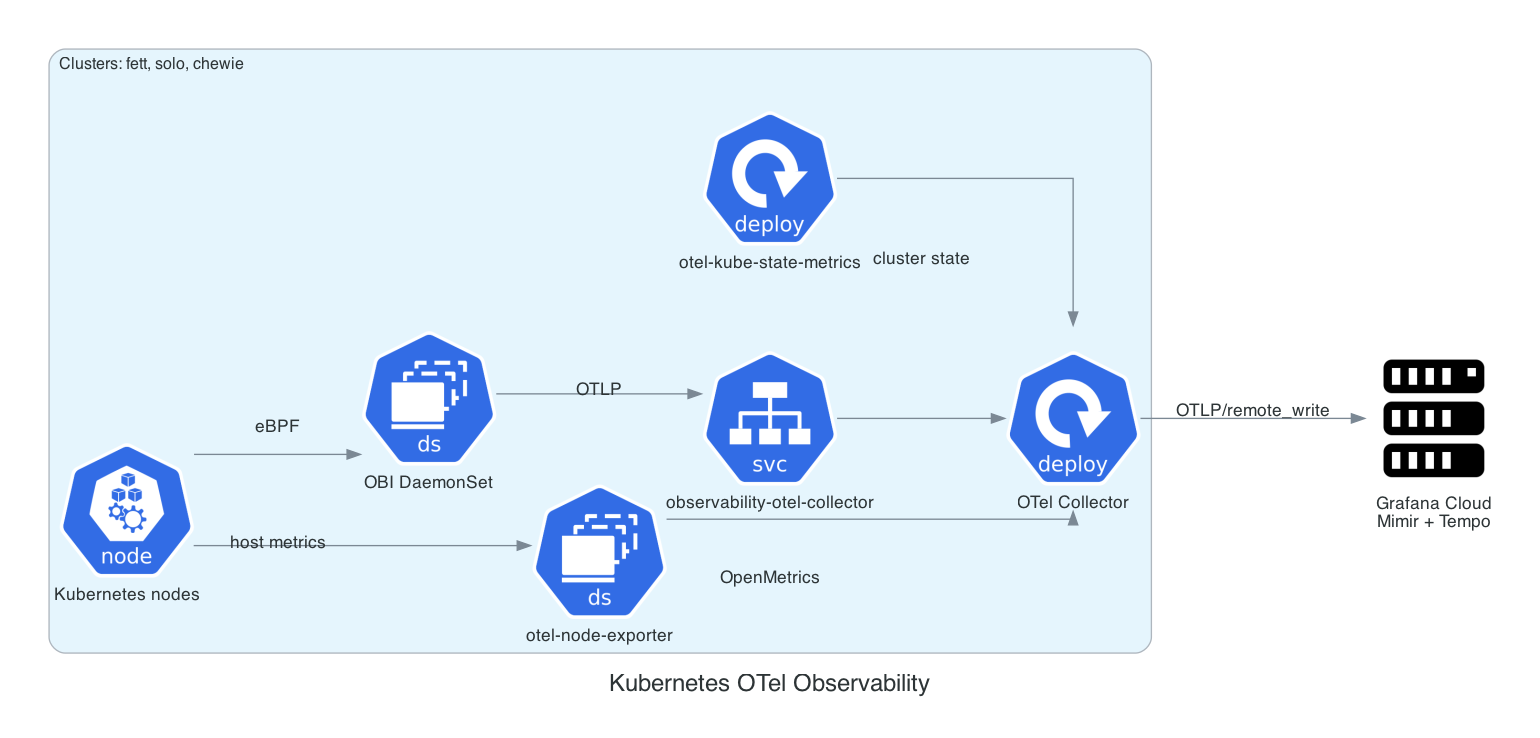 Clusters: fett, solo, chewie
deploy
otel-kube-state-metrics
cluster state
OTLP
eBPF
ds
OBI DaemonSet
svc
observability-otel-collector
deploy
OTel Collector
OTLP/remote_write
Grafana Cloud
Mimir + Tempo
node
Kubernetes nodes
host metrics
ds
otel-node-exporter
OpenMetrics
Kubernetes OTel Observability